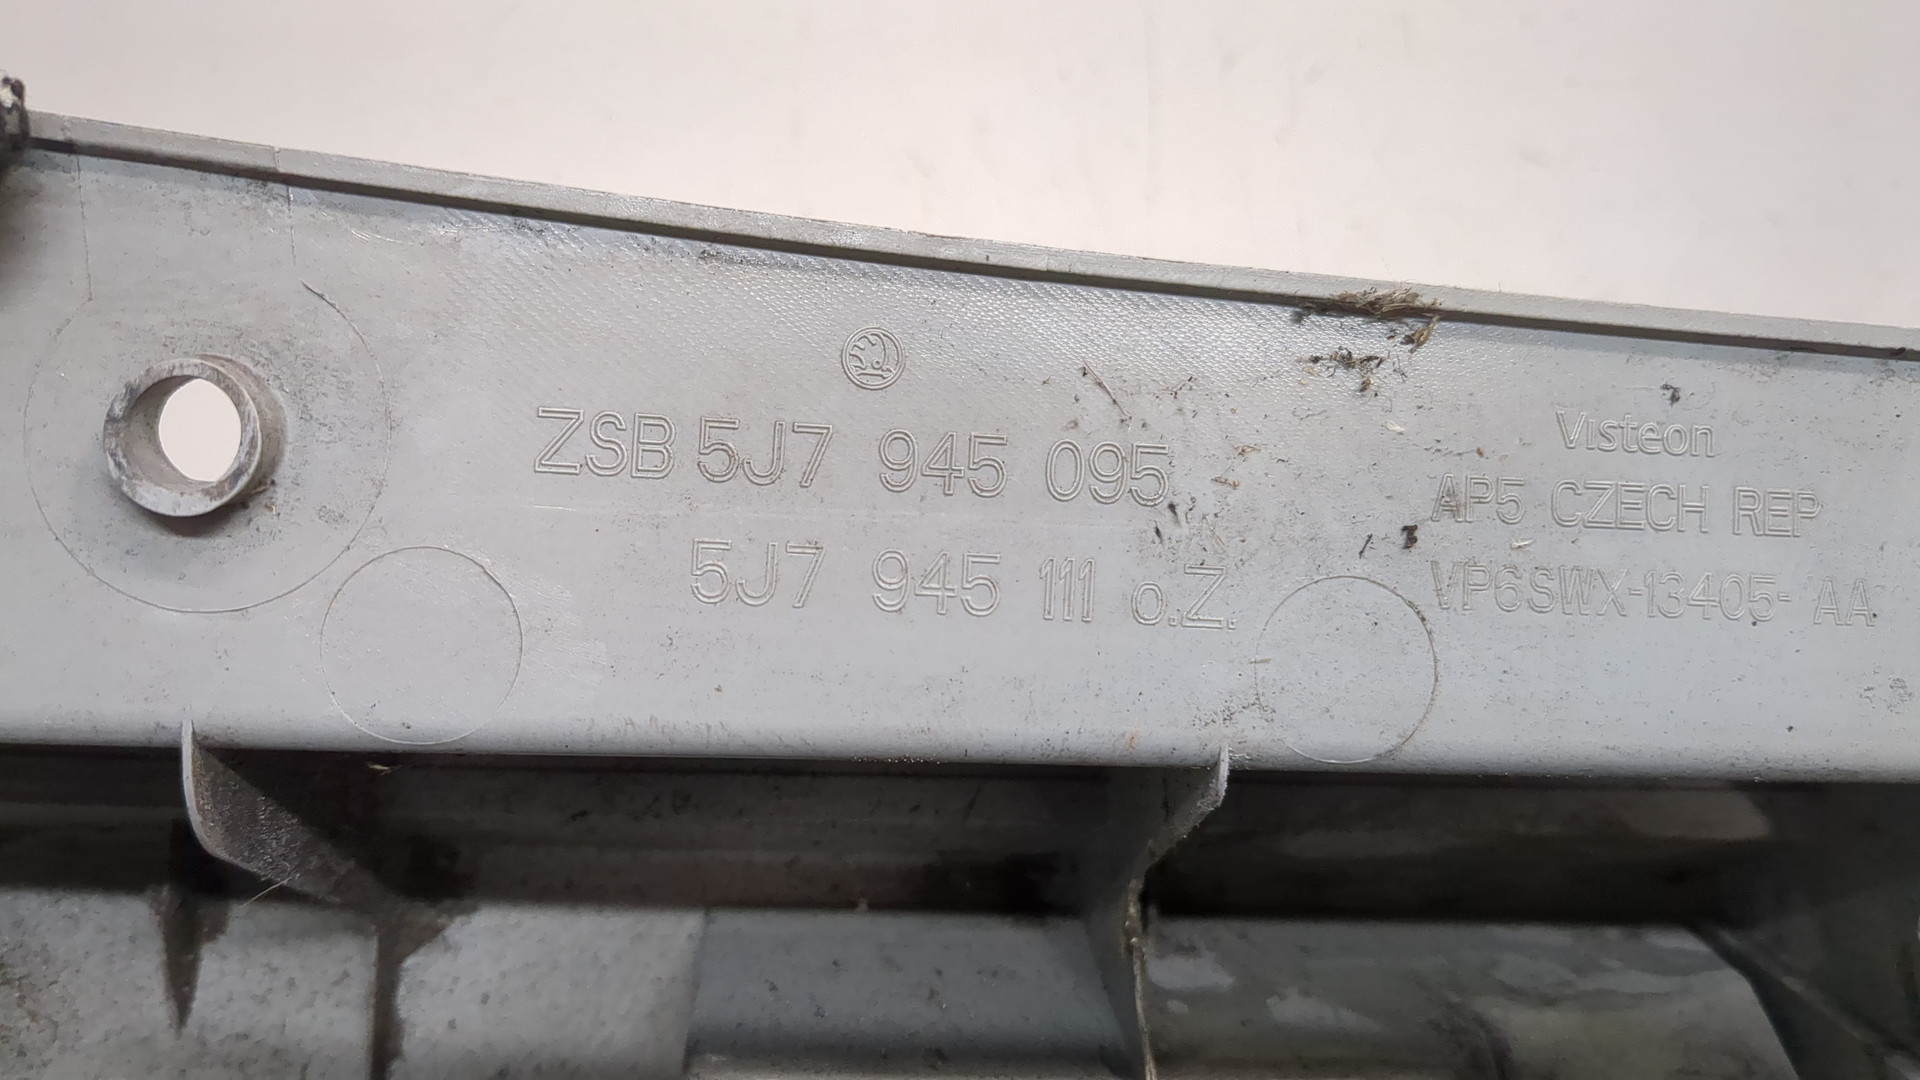 ZSB 5J7 945 095
5J7 945 111 o.Z.
Visteon
AP5 CZECH REP
VP6SWX-13405- AA